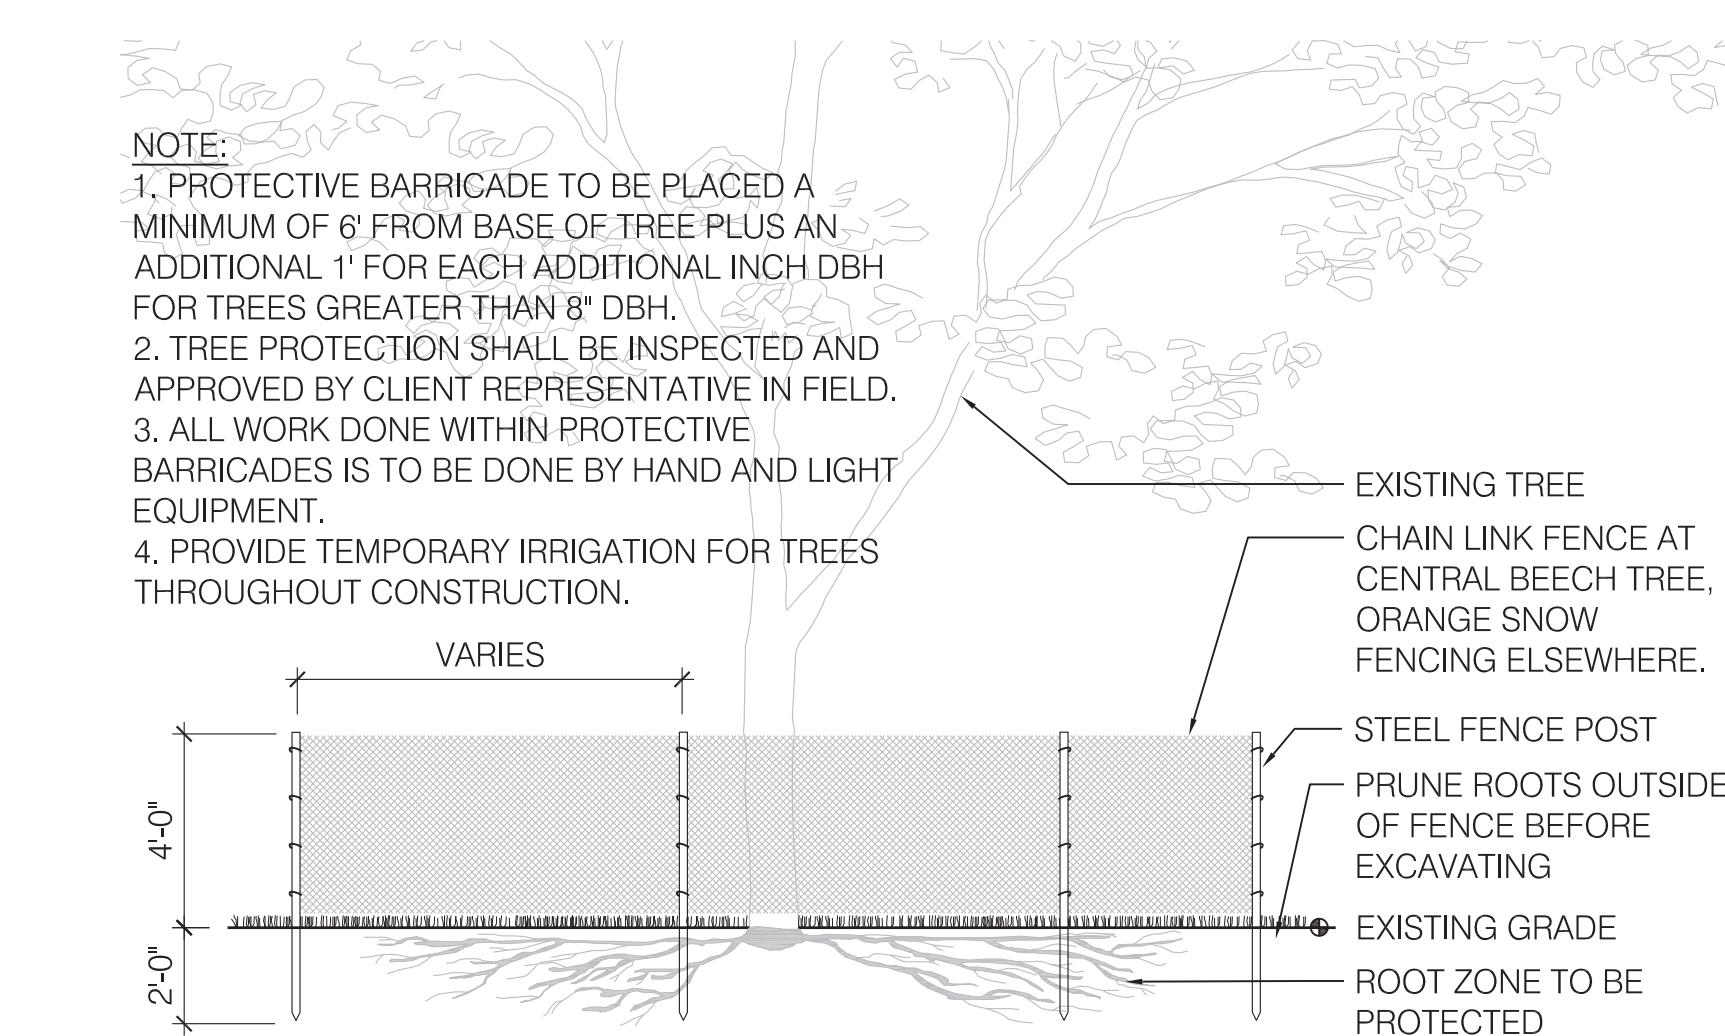 NOTE:
1. PROTECTIVE BARRICADE TO BE PLACED A
MINIMUM OF 6' FROM BASE OF TREE PLUS AN
ADDITIONAL 1' FOR EACH ADDITIONAL INCH DBH
FOR TREES GREATER THAN 8" DBH.
2. TREE PROTECTION SHALL BE INSPECTED AND
APPROVED BY CLIENT REPRESENTATIVE IN FIELD.
3. ALL WORK DONE WITHIN PROTECTIVE
BARRICADES IS TO BE DONE BY HAND AND LIGHT
EQUIPMENT.
4. PROVIDE TEMPORARY IRRIGATION FOR TREES
THROUGHOUT CONSTRUCTION.
VARIES
4'-0"
2'-0"
EXISTING TREE
CHAIN LINK FENCE AT
CENTRAL BEECH TREE,
ORANGE SNOW
FENCING ELSEWHERE.
STEEL FENCE POST
PRUNE ROOTS OUTSIDE
OF FENCE BEFORE
EXCAVATING
EXISTING GRADE
ROOT ZONE TO BE
PROTECTED